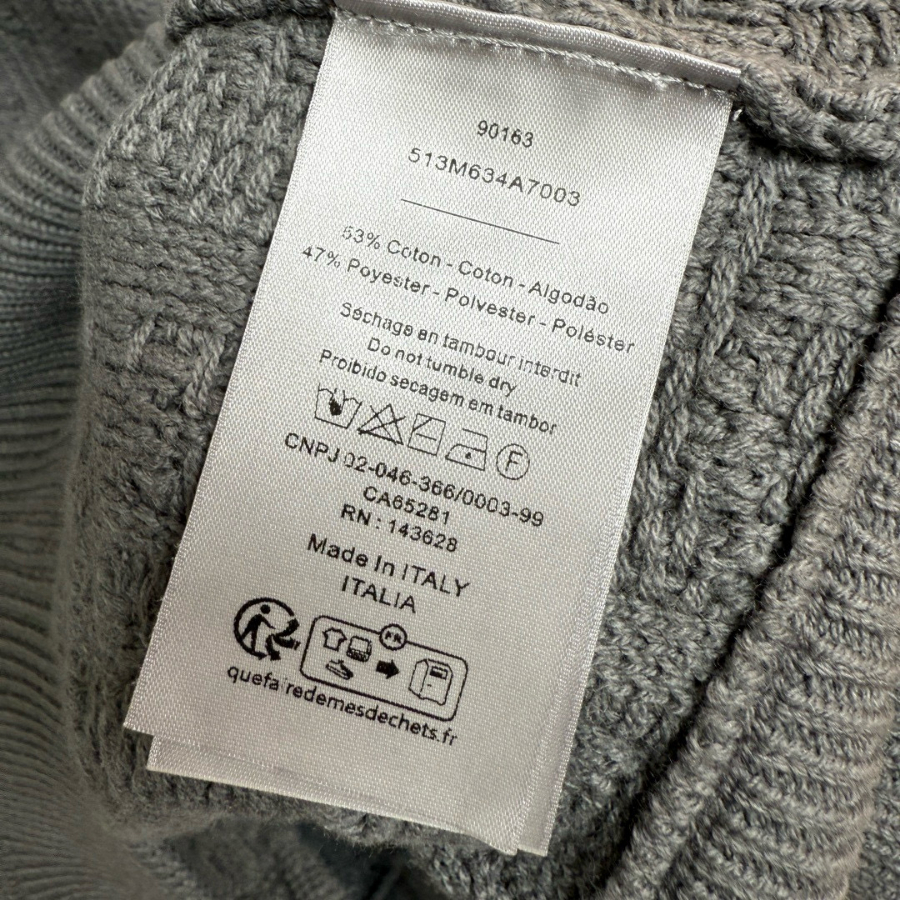 90163
513M634A7003
53% Coton - Coton - Algodão
47% Poyester - Polvester - Poléster
Séchage en tambour interdit
Do not tumble dry
Proibido secagem em tambor
F
CNPJ 02-046-366/0003-99
CA65281
RN : 143628
Made In ITALY
ITALIA
FR
quefairedemesdechets.fr